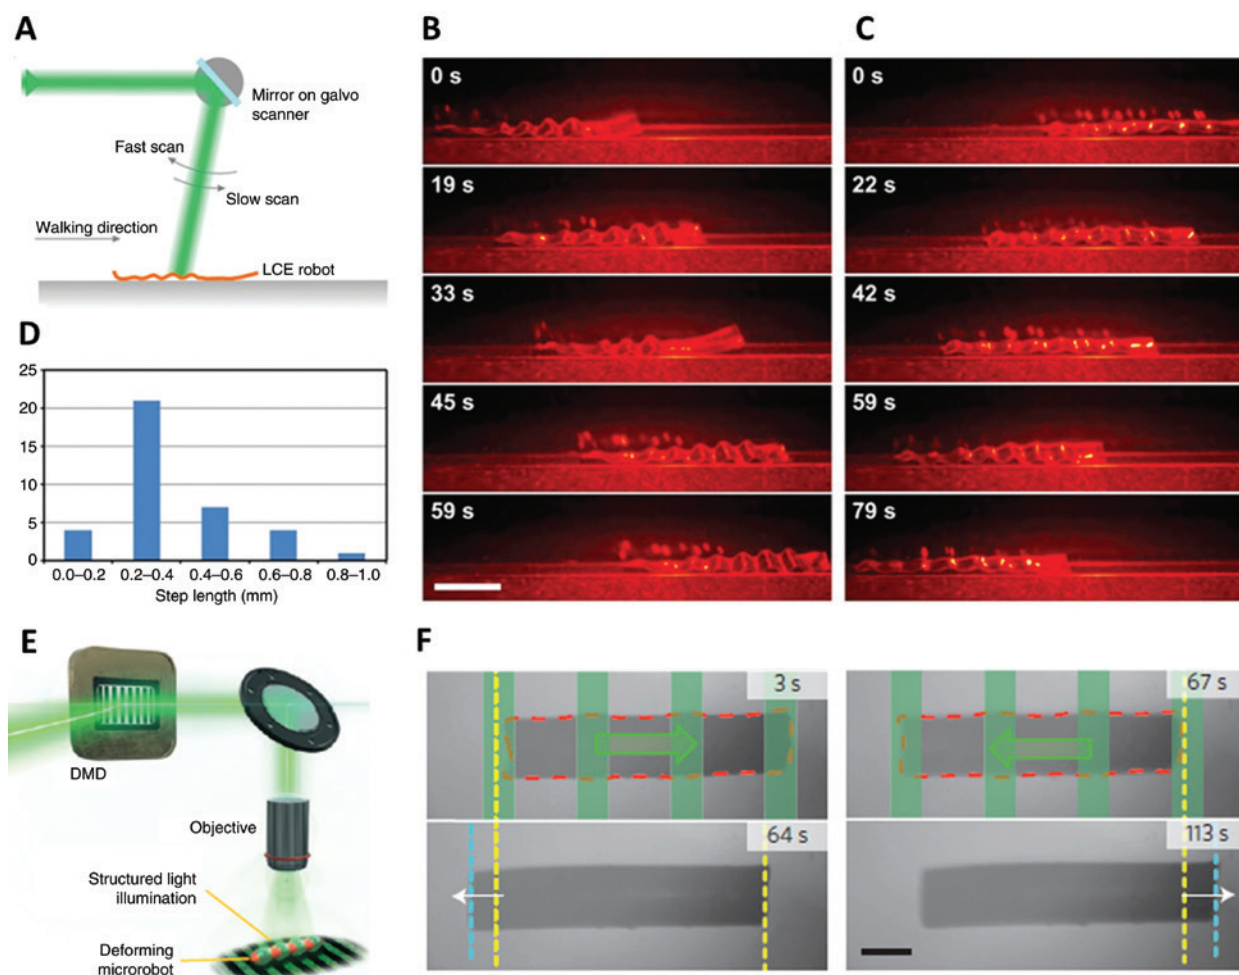 A
Mirror on galvo
scanner
Fast scan
Slow scan
Walking direction
LCE robot
B
0 s
19 s
33 s
45 s
59 s
C
0 s
22 s
42 s
59 s
79 s
D
25
20
15
10
5
0
0.0–0.2 0.2–0.4 0.4–0.6 0.6–0.8 0.8–1.0
Step length (mm)
E
DMD
Objective
Structured light
illumination
Deforming
microrobot
F
3 s
67 s
64 s
113 s